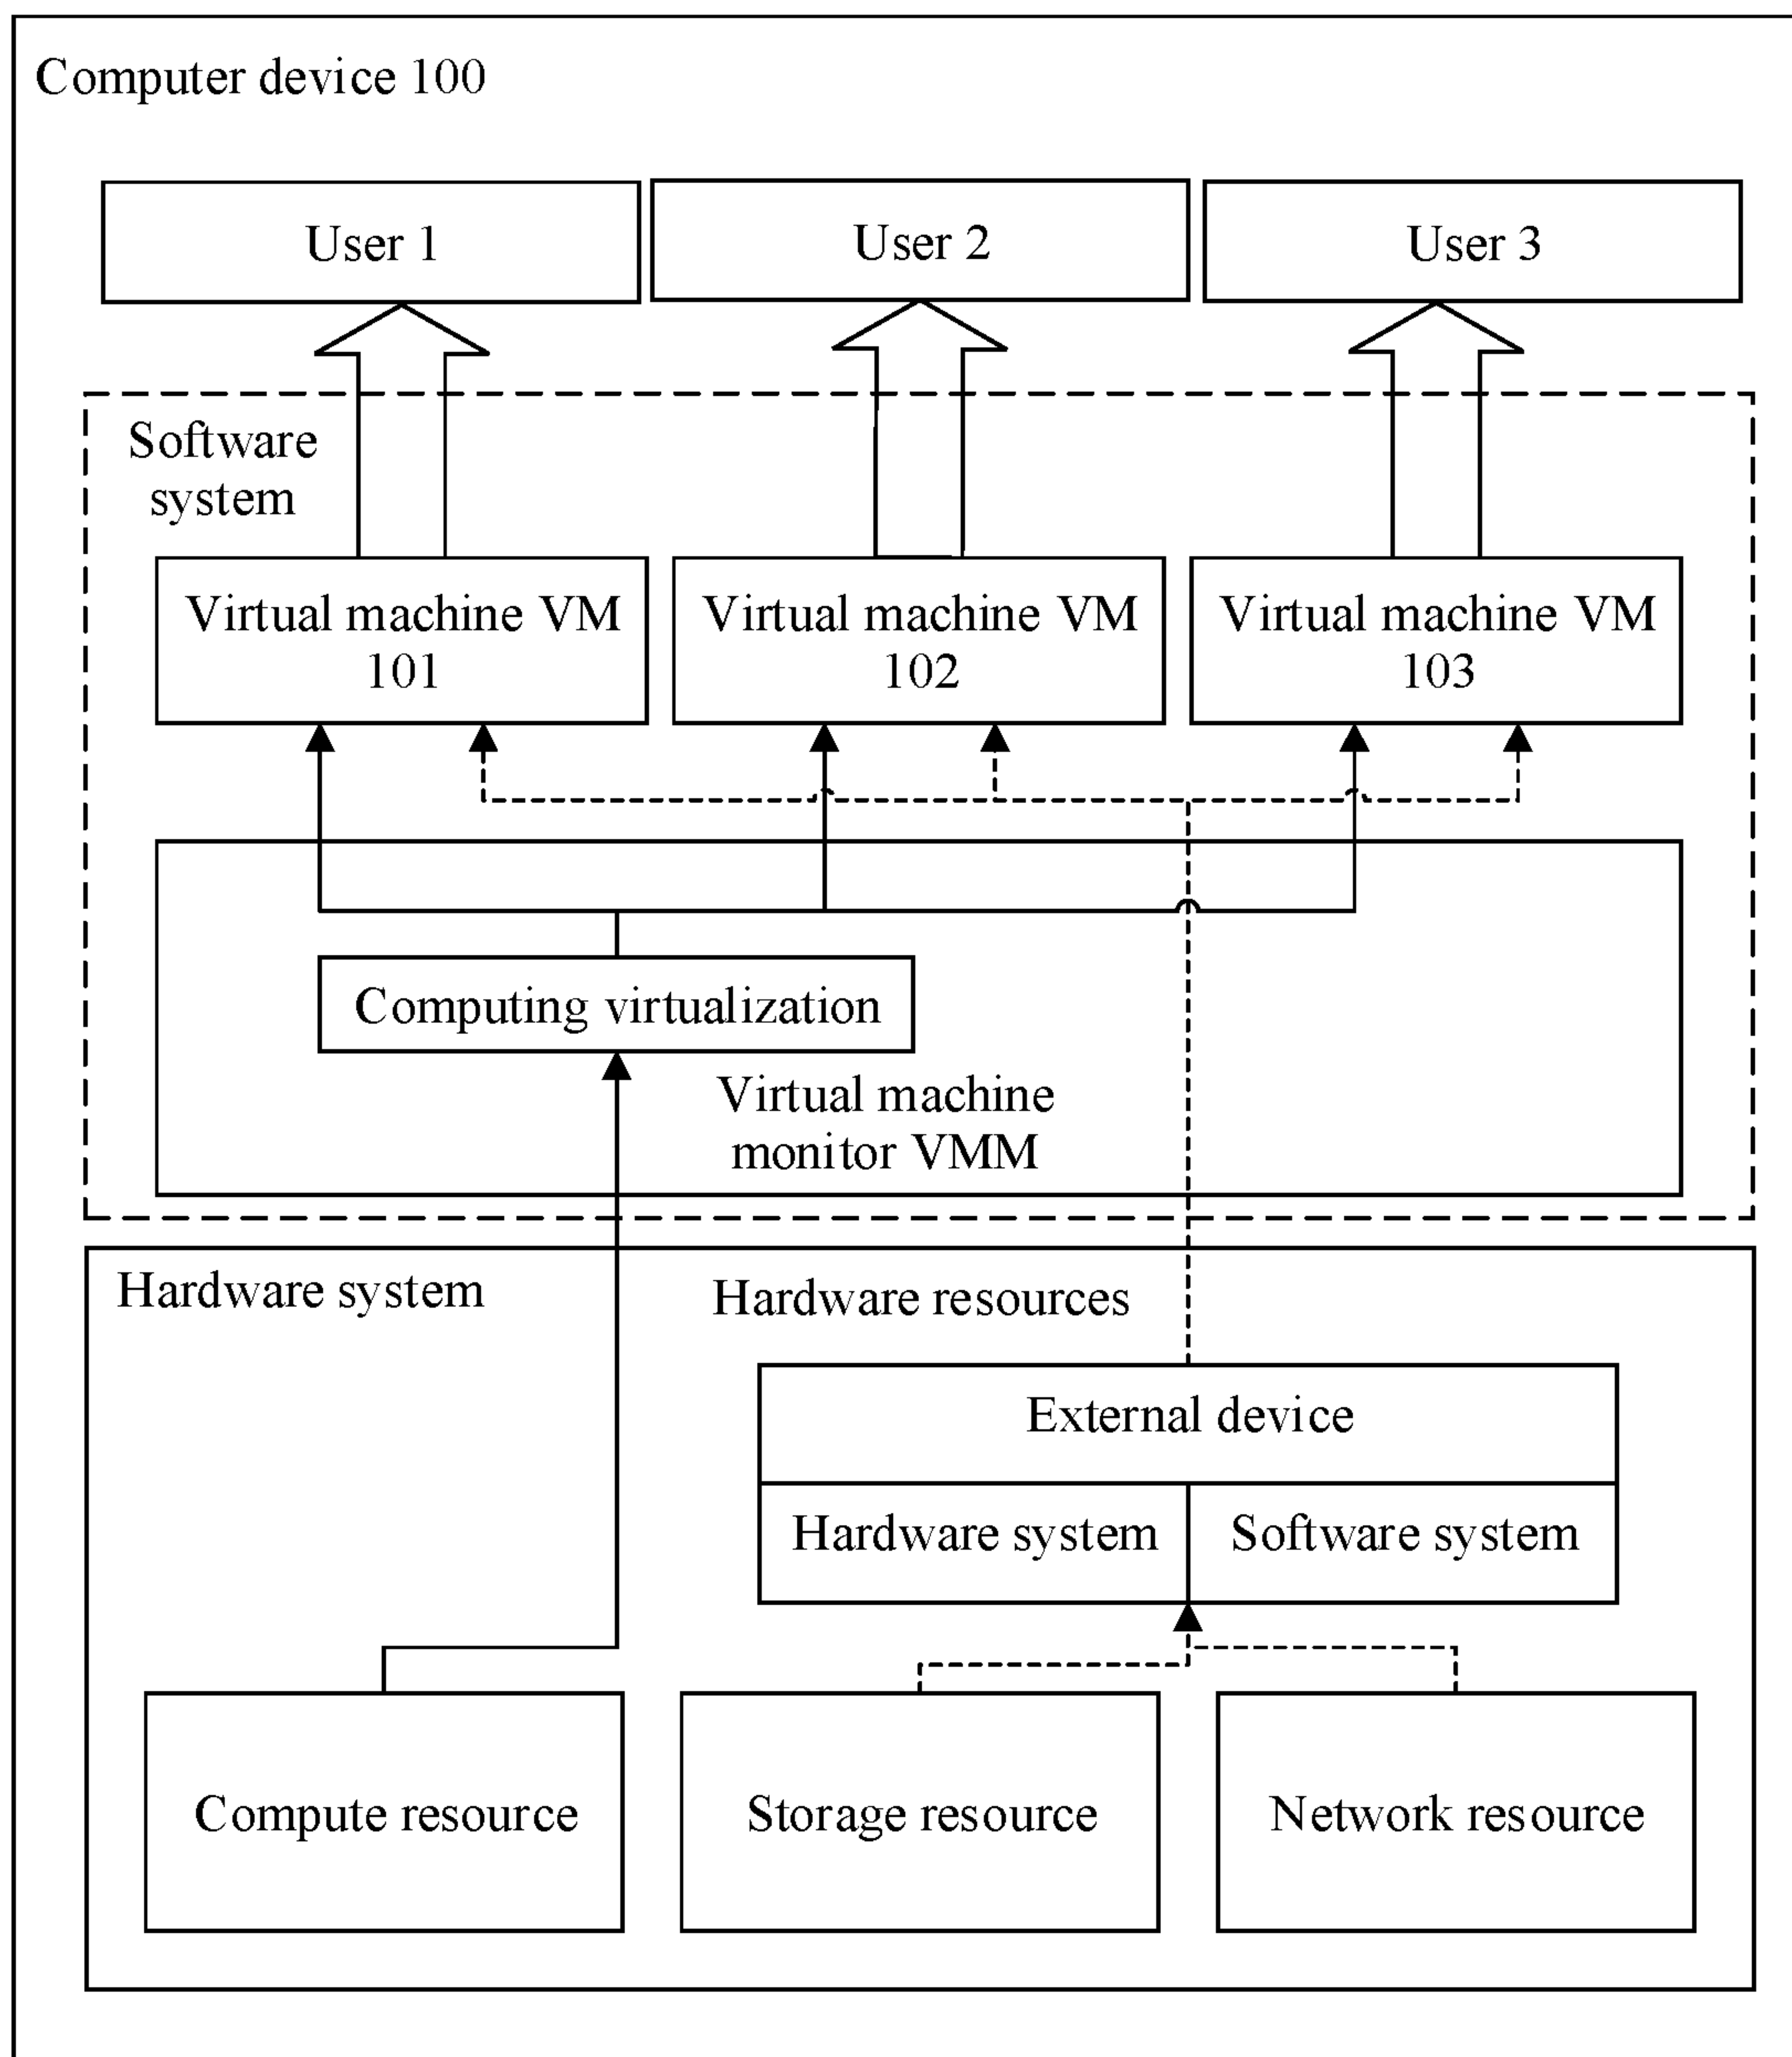 Computer device 100
User 1
User 2
User 3
Software
system
Virtual machine VM
101
Virtual machine VM
102
Virtual machine VM
103
Computing virtualization
Virtual machine
monitor VMM
Hardware system
Hardware resources
External device
Hardware system
Software system
Compute resource
Storage resource
Network resource